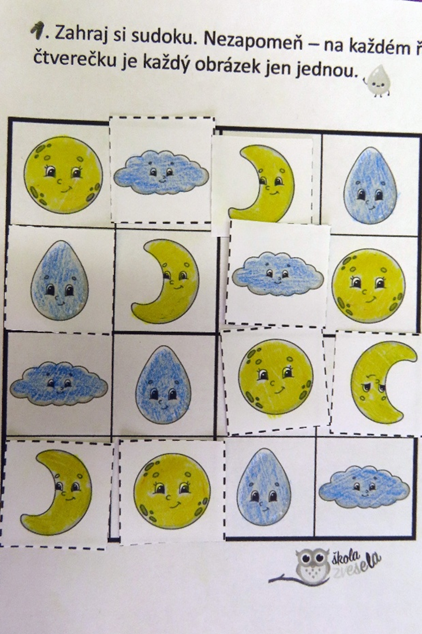 1. Zahraj si sudoku. Nezapomeň – na každém ř
čtverečku je každý obrázek jen jednou.
škola
zvesela